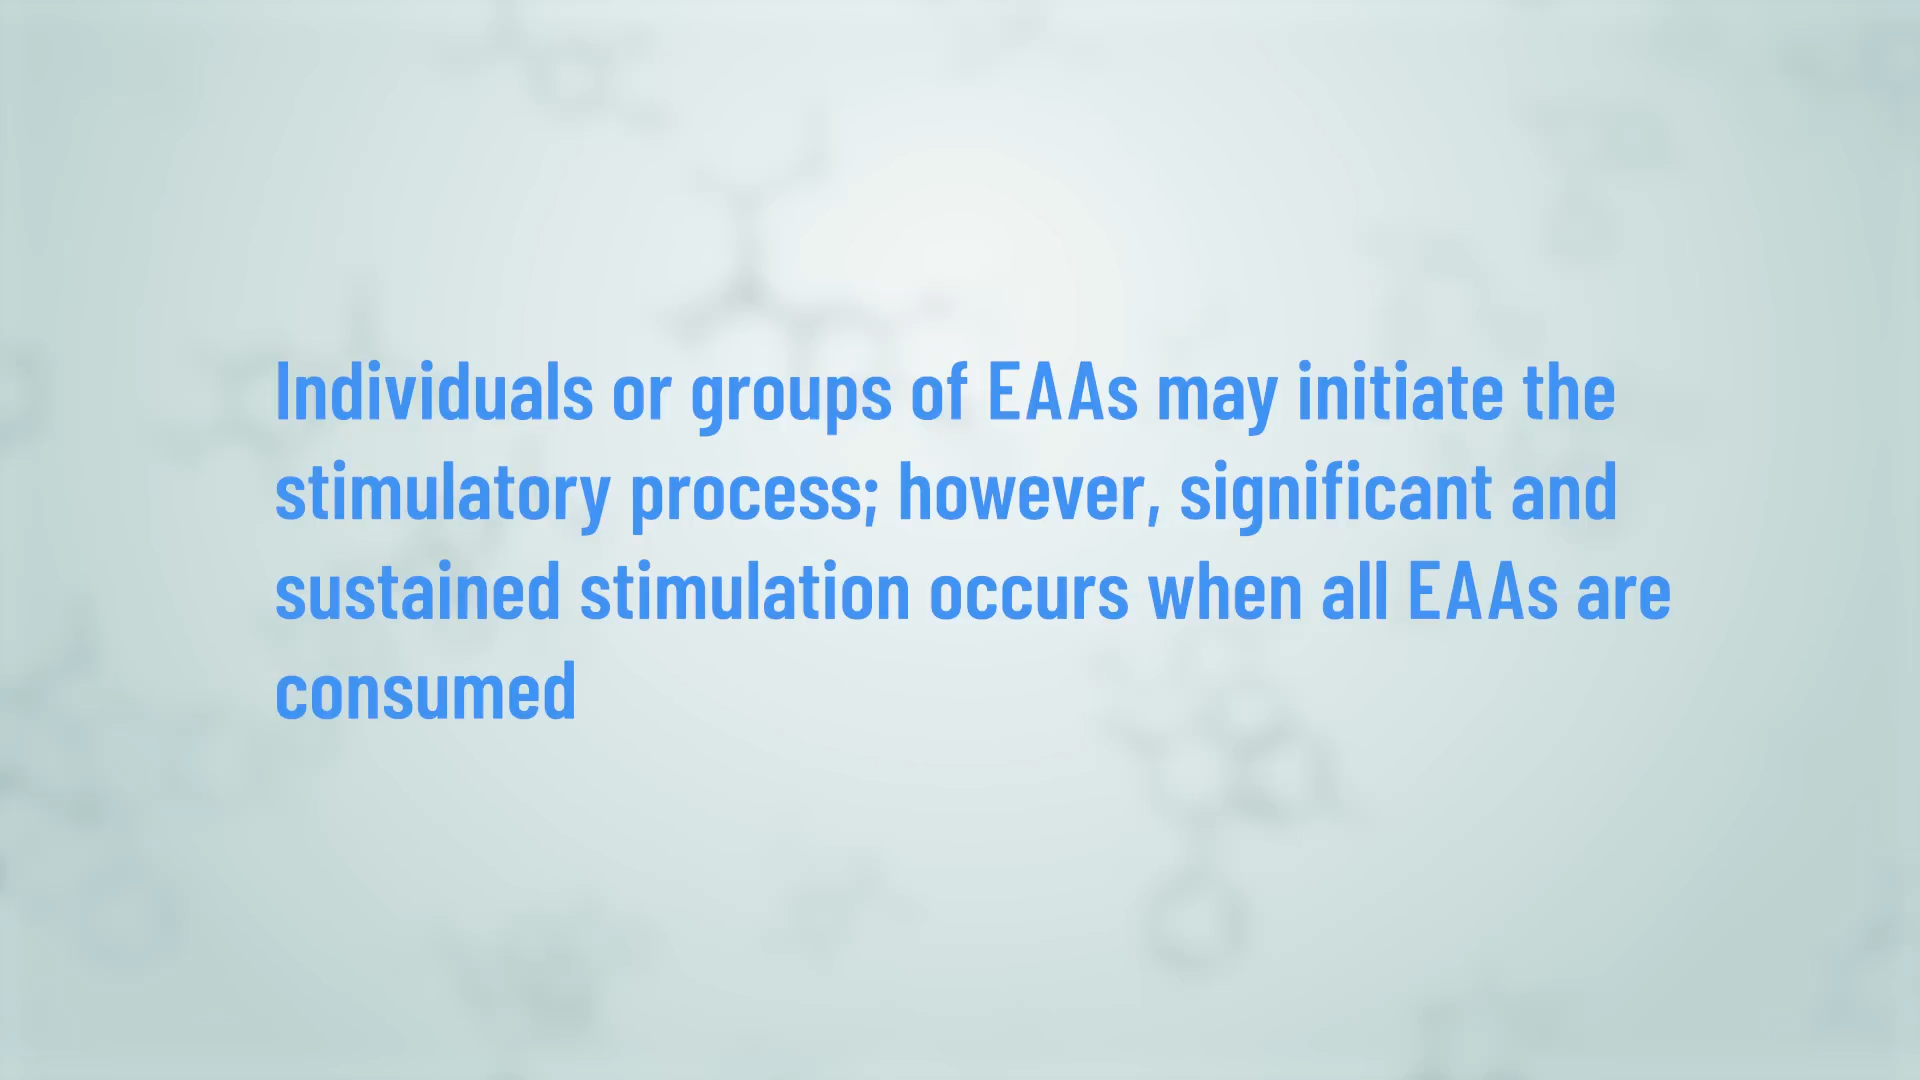 Individuals or groups of EAAs may initiate the
stimulatory process; however, significant and
sustained stimulation occurs when all EAAs are
consumed